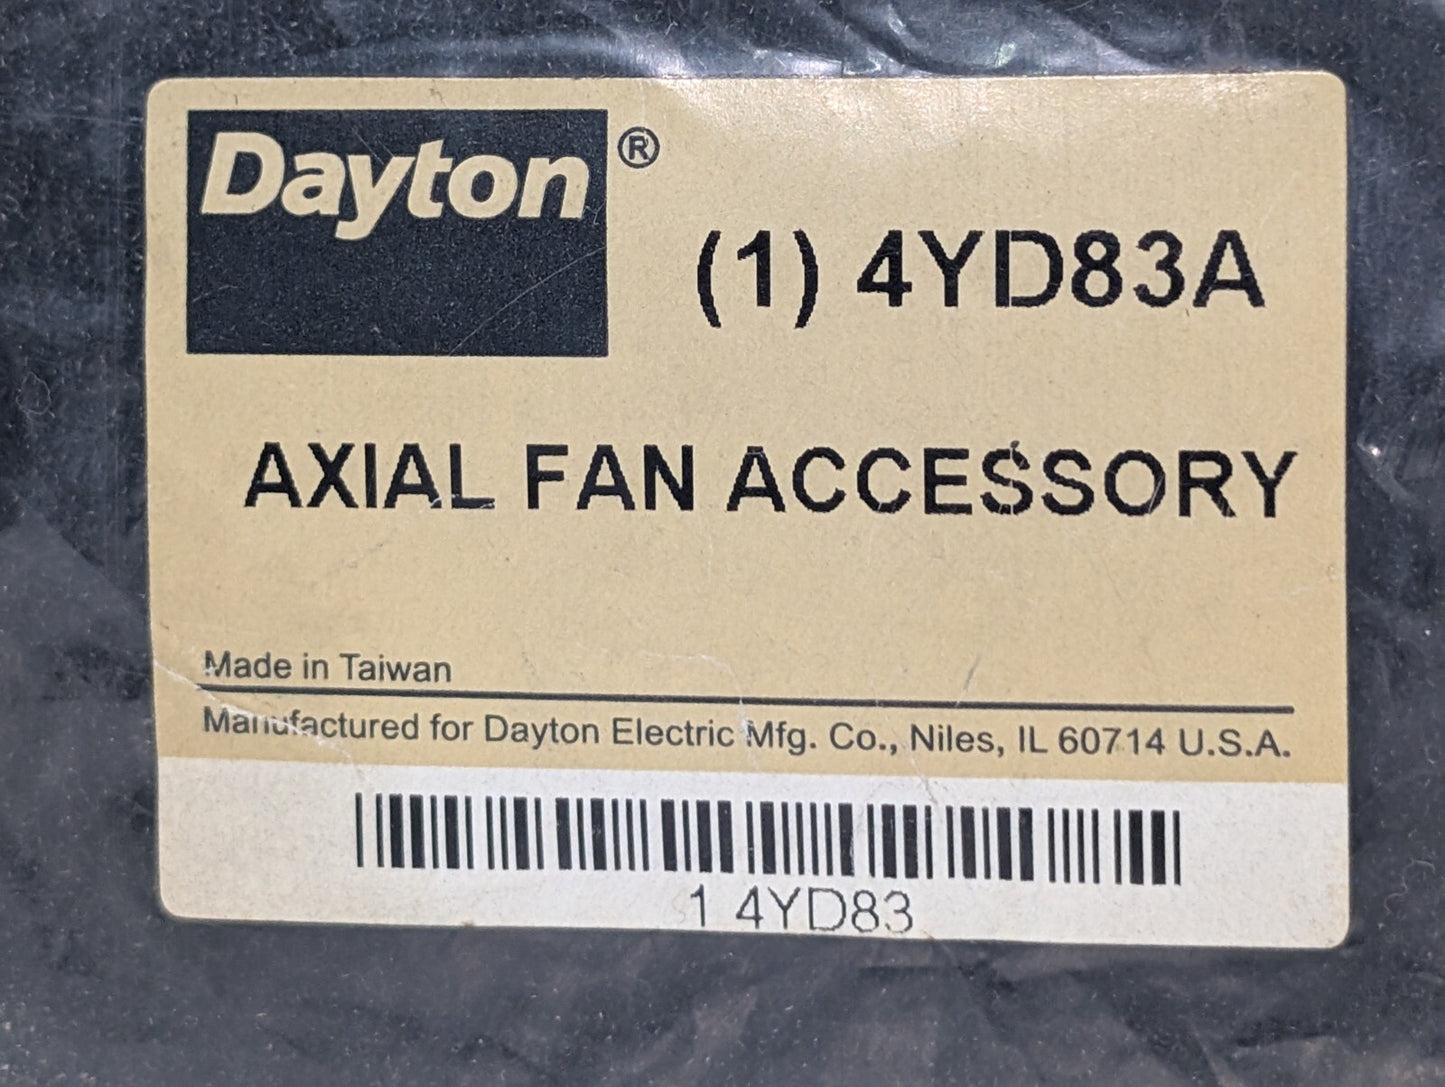 Dayton®
(1) 4YD83A
AXIAL FAN ACCESSORY
Made in Taiwan
Manufactured for Dayton Electric Mfg. Co., Niles, IL 60714 U.S.A.
1 4YD83